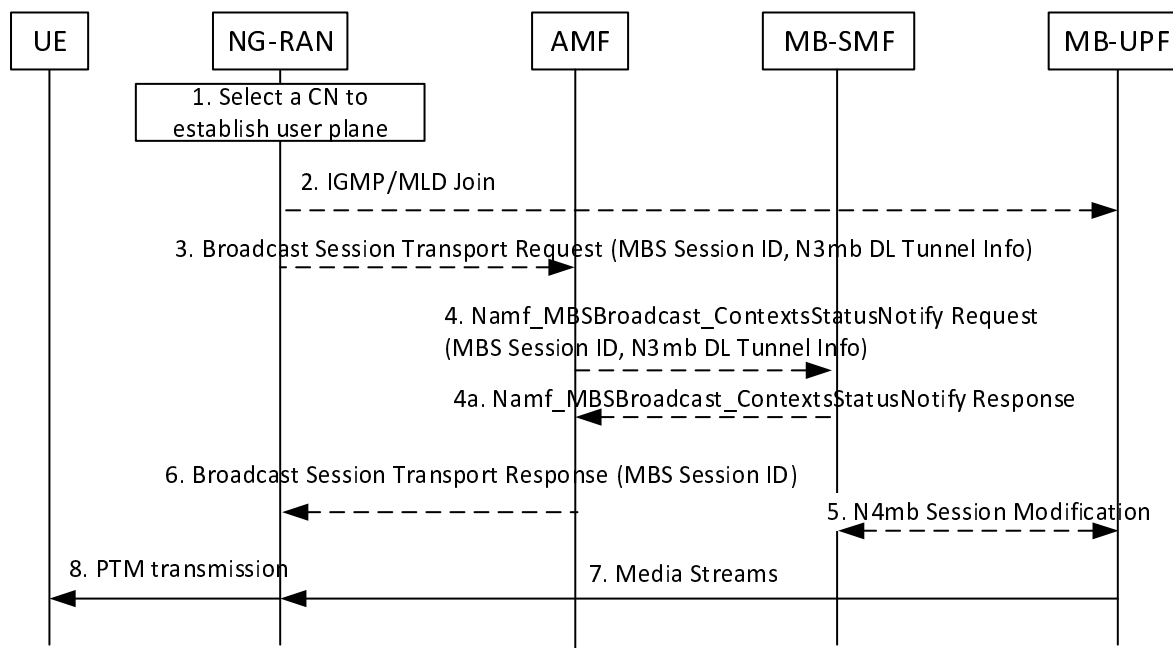 UE
NG-RAN
AMF
MB-SMF
MB-UPF
1. Select a CN to
establish user plane
2. IGMP/MLD Join
3. Broadcast Session Transport Request (MBS Session ID, N3mb DL Tunnel Info)
4. Namf_MBSBroadcast_ContextsStatusNotify Request
(MBS Session ID, N3mb DL Tunnel Info)
4a. Namf_MBSBroadcast_ContextsStatusNotify Response
6. Broadcast Session Transport Response (MBS Session ID)
5. N4mb Session Modification
8. PTM transmission
7. Media Streams